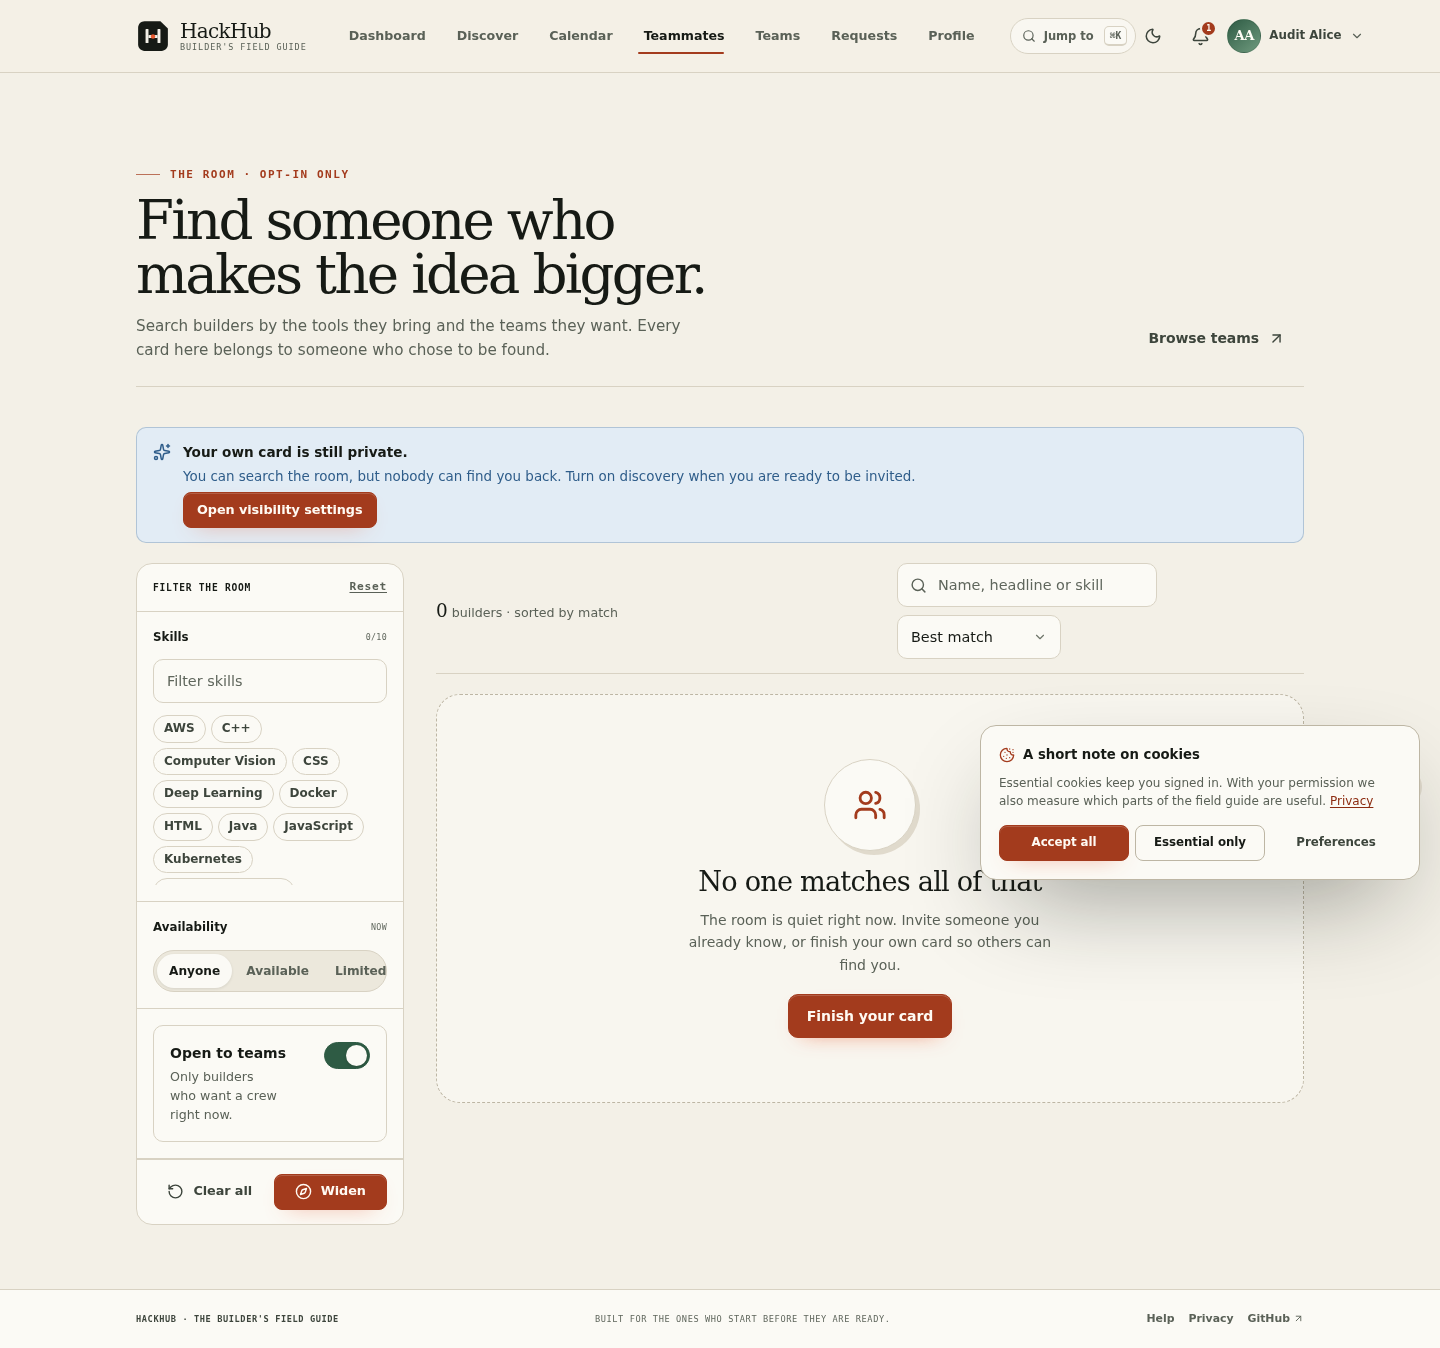 HackHub
BUILDER'S FIELD GUIDE
Dashboard
Discover
Calendar
Teammates
Teams
Requests
Profile
Jump to ⌘K
1
AA
Audit Alice
THE ROOM · OPT-IN ONLY
Find someone who
makes the idea bigger.
Search builders by the tools they bring and the teams they want. Every
card here belongs to someone who chose to be found.
Browse teams
Your own card is still private.
You can search the room, but nobody can find you back. Turn on discovery when you are ready to be invited.
Open visibility settings
FILTER THE ROOM
Reset
Skills
0/10
Filter skills
AWS
C++
Computer Vision
CSS
Deep Learning
Docker
HTML
Java
JavaScript
Kubernetes
Availability
NOW
Anyone
Available
Limited
Open to teams
Only builders
who want a crew
right now.
Clear all
Widen
0 builders · sorted by match
Name, headline or skill
Best match
No one matches all of that
The room is quiet right now. Invite someone you
already know, or finish your own card so others can
find you.
Finish your card
A short note on cookies
Essential cookies keep you signed in. With your permission we
also measure which parts of the field guide are useful. Privacy
Accept all
Essential only
Preferences
HACKHUB · THE BUILDER'S FIELD GUIDE
BUILT FOR THE ONES WHO START BEFORE THEY ARE READY.
Help
Privacy
GitHub